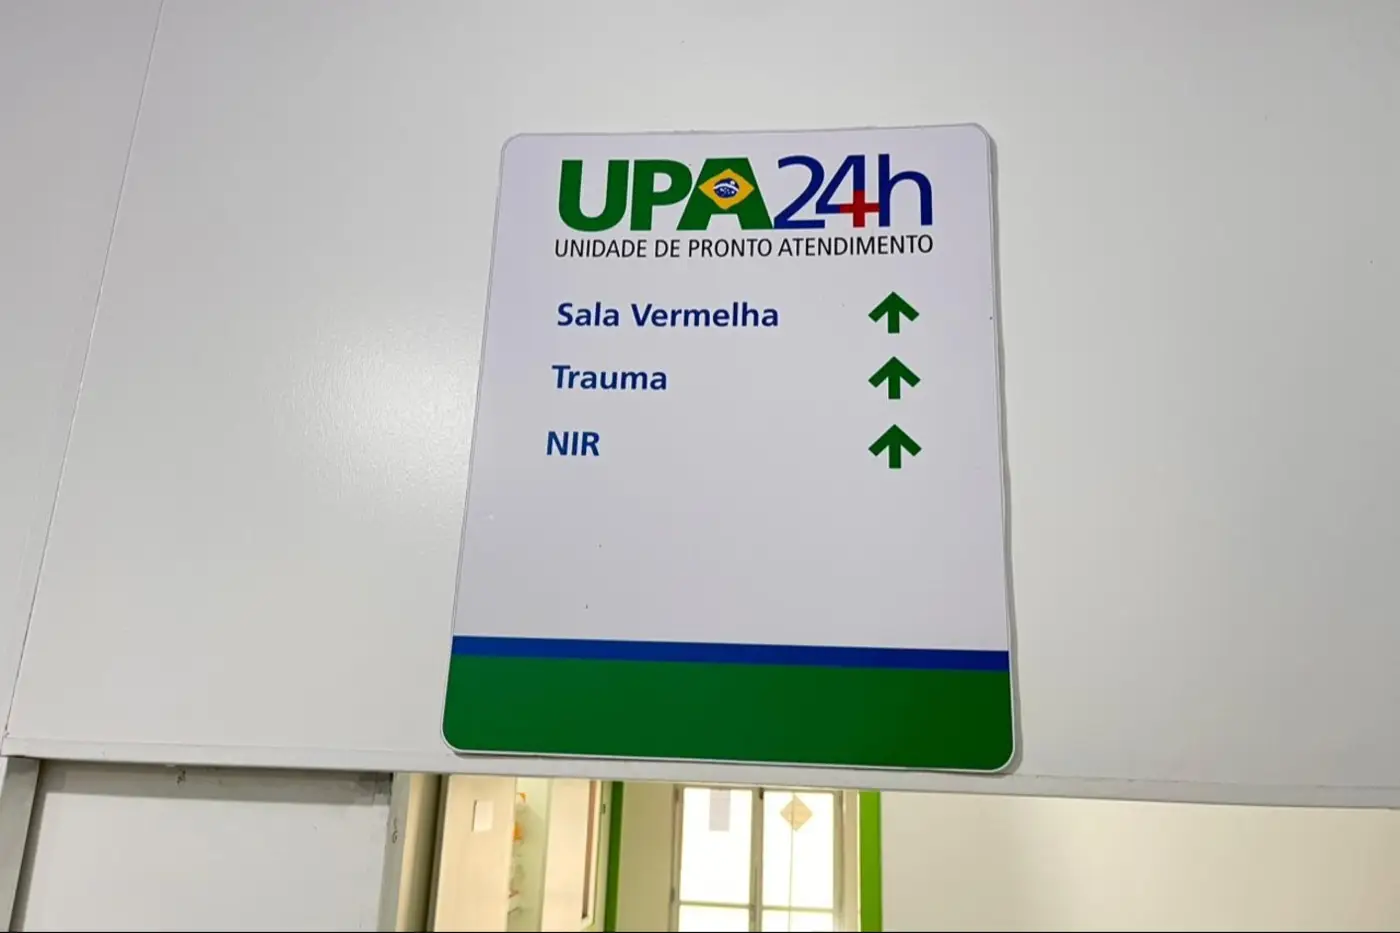 UPA24h
UNIDADE DE PRONTO ATENDIMENTO
Sala Vermelha
Trauma
NIR